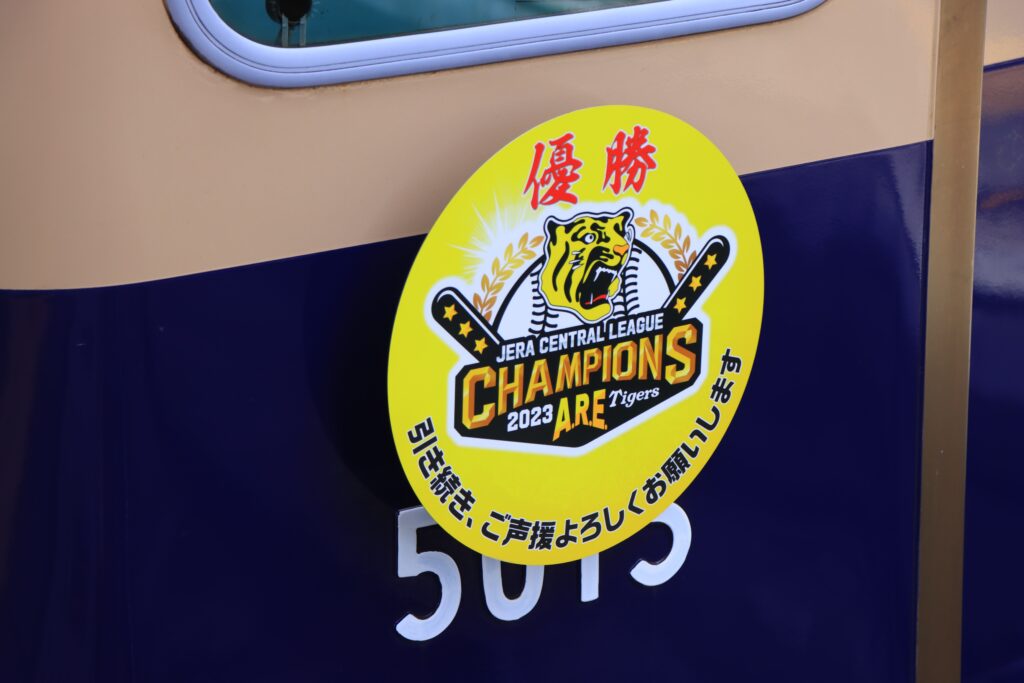 優勝
JERA CENTRAL LEAGUE
CHAMPIONS
2023 A.R.E. Tigers
引き続き、ご声援よろしくお願いします